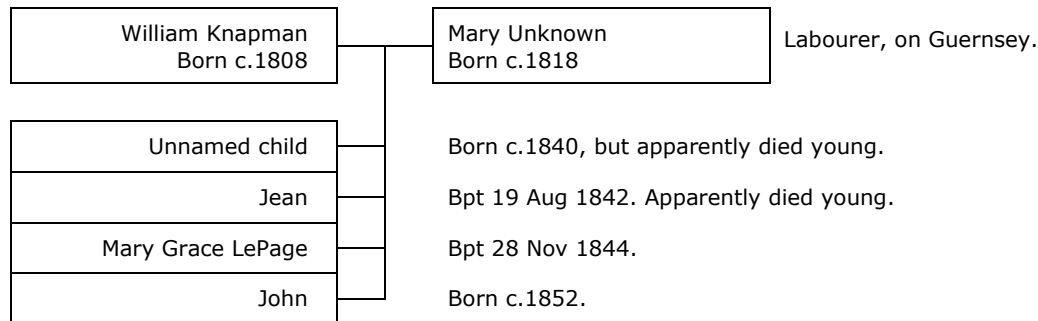 William Knapman
Born c.1808
Mary Unknown
Born c.1818
Labourer, on Guernsey.
Unnamed child
Born c.1840, but apparently died young.
Jean
Bpt 19 Aug 1842. Apparently died young.
Mary Grace LePage
Bpt 28 Nov 1844.
John
Born c.1852.